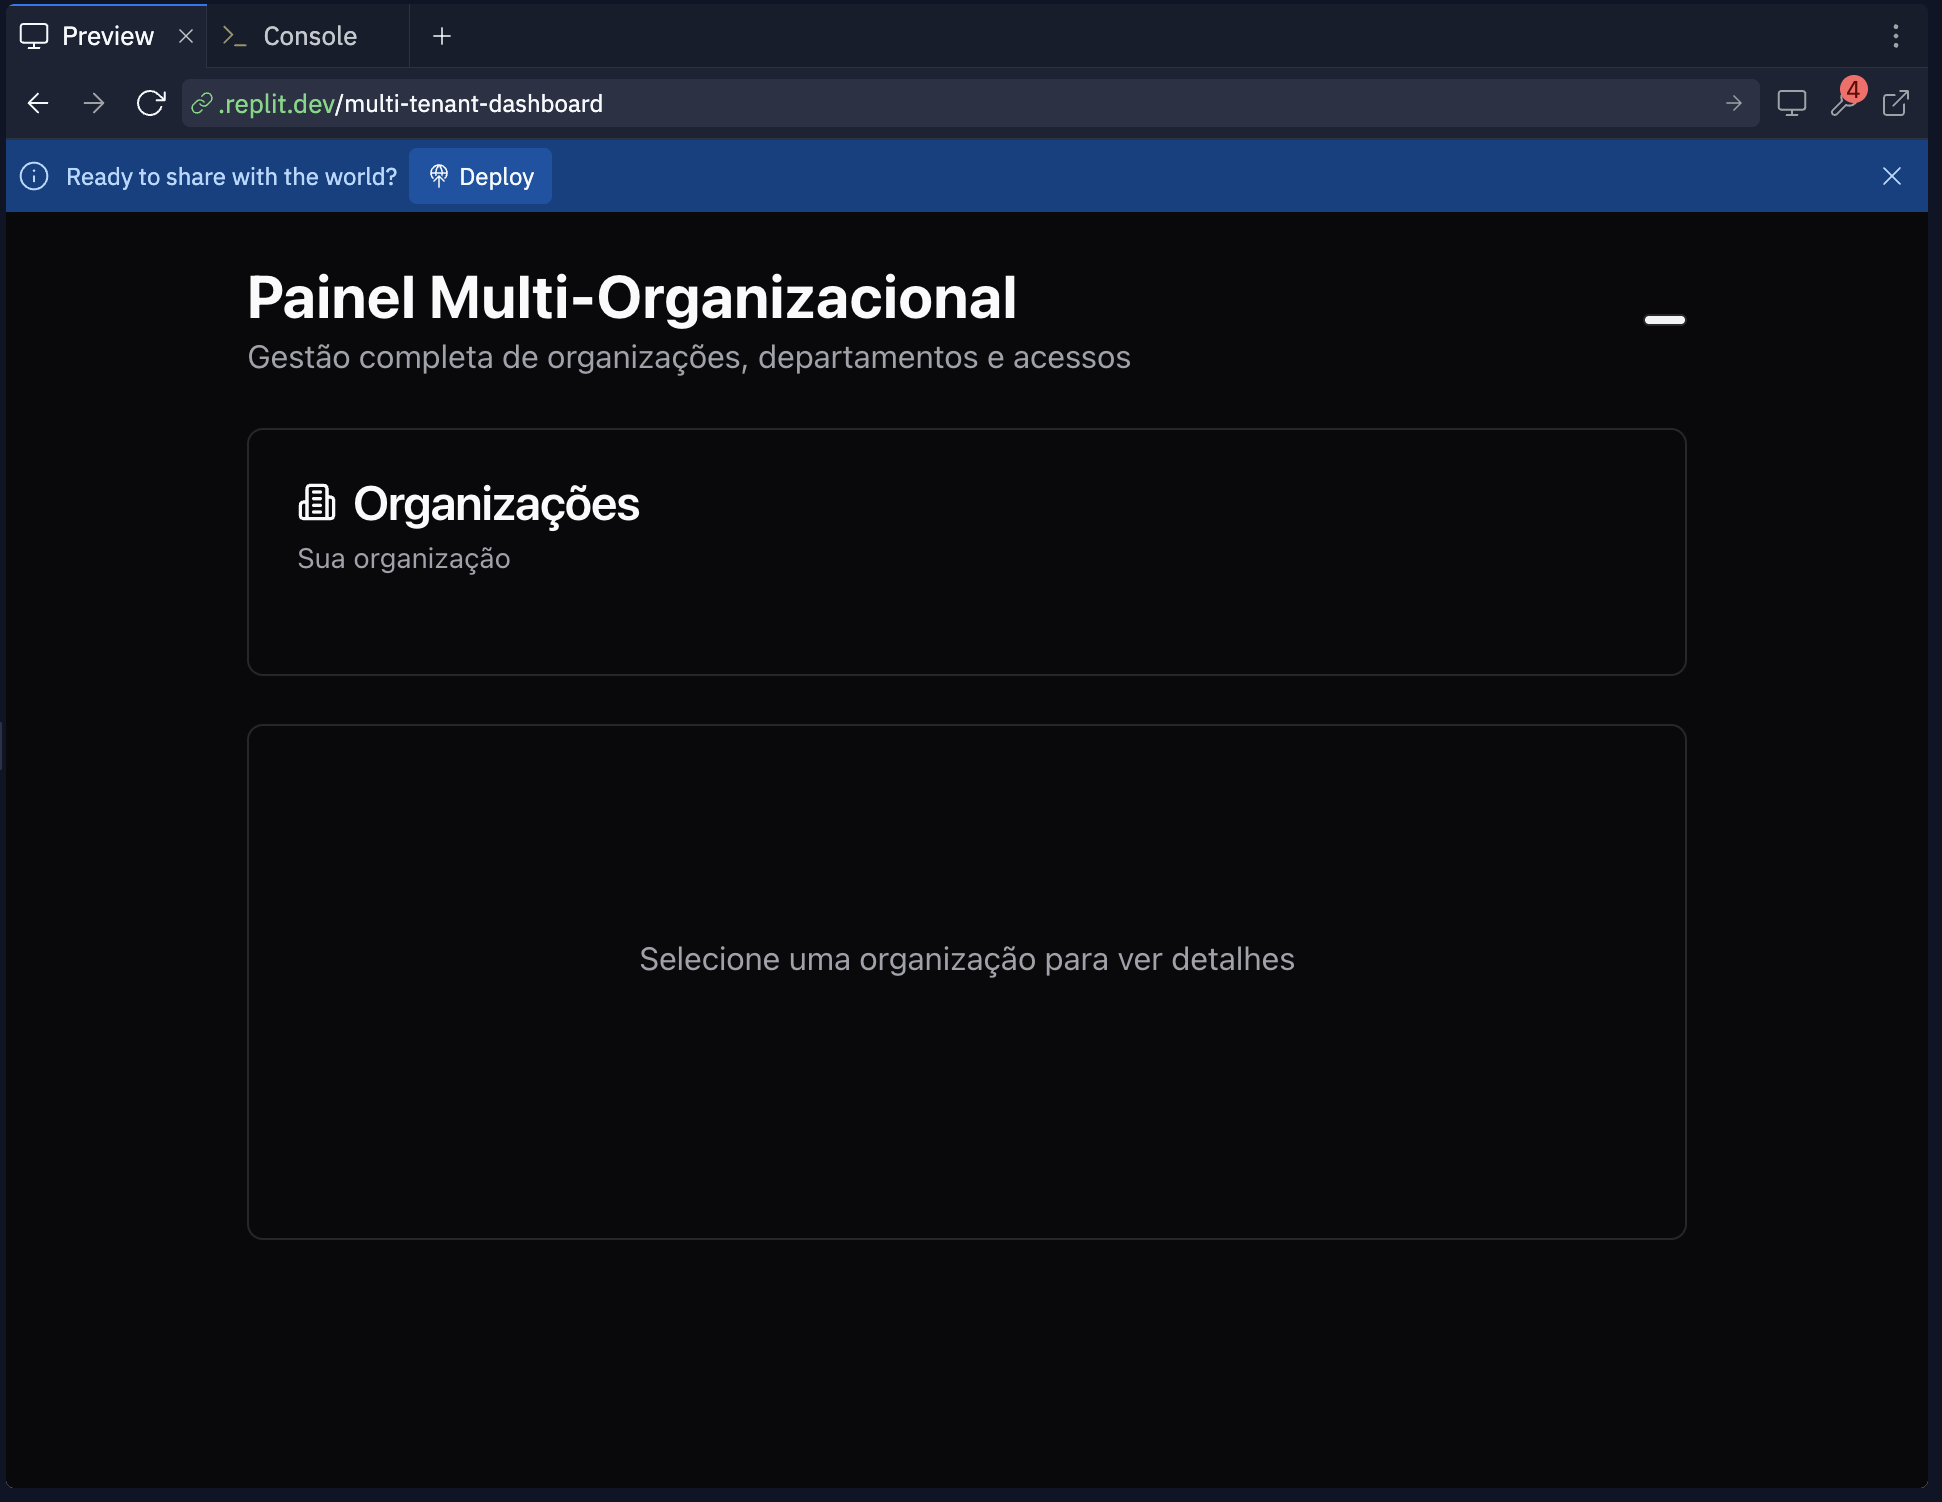 Preview
Console
.replit.dev/multi-tenant-dashboard
4
Ready to share with the world?
Deploy
Painel Multi-Organizacional
Gestão completa de organizações, departamentos e acessos
Organizações
Sua organização
Selecione uma organização para ver detalhes